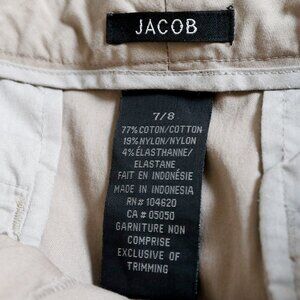 JACOB
7/8
77% COTON/COTTON
19% NYLON/NYLON
4% ÉLASTHANNE/
ELASTANE
FAIT EN INDONÉSIE
MADE IN INDONESIA
RN# 104620
CA # 05050
GARNITURE NON
COMPRISE
EXCLUSIVE OF
TRIMMING